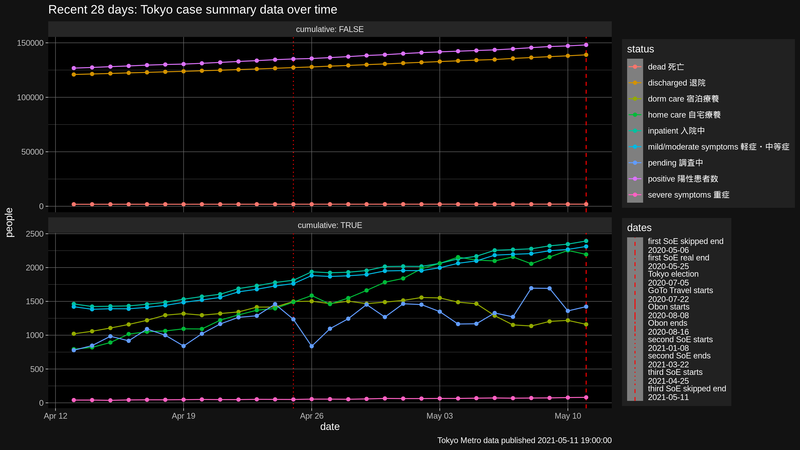 Recent 28 days: Tokyo case summary data over time
cumulative: FALSE
150000
100000
50000
0
cumulative: TRUE
2500
2000
1500
1000
500
0
people
Apr 12
Apr 19
Apr 26
May 03
May 10
date
Tokyo Metro data published 2021-05-11 19:00:00
status
dead 死亡
discharged 退院
dorm care 宿泊療養
home care 自宅療養
inpatient 入院中
mild/moderate symptoms 軽症・中等症
pending 調査中
positive 陽性患者数
severe symptoms 重症
dates
first SoE skipped end
2020-05-06
first SoE real end
2020-05-25
Tokyo election
2020-07-05
GoTo Travel starts
2020-07-22
Obon starts
2020-08-08
Obon ends
2020-08-16
second SoE starts
2021-01-08
second SoE ends
2021-03-22
third SoE starts
2021-04-25
third SoE skipped end
2021-05-11